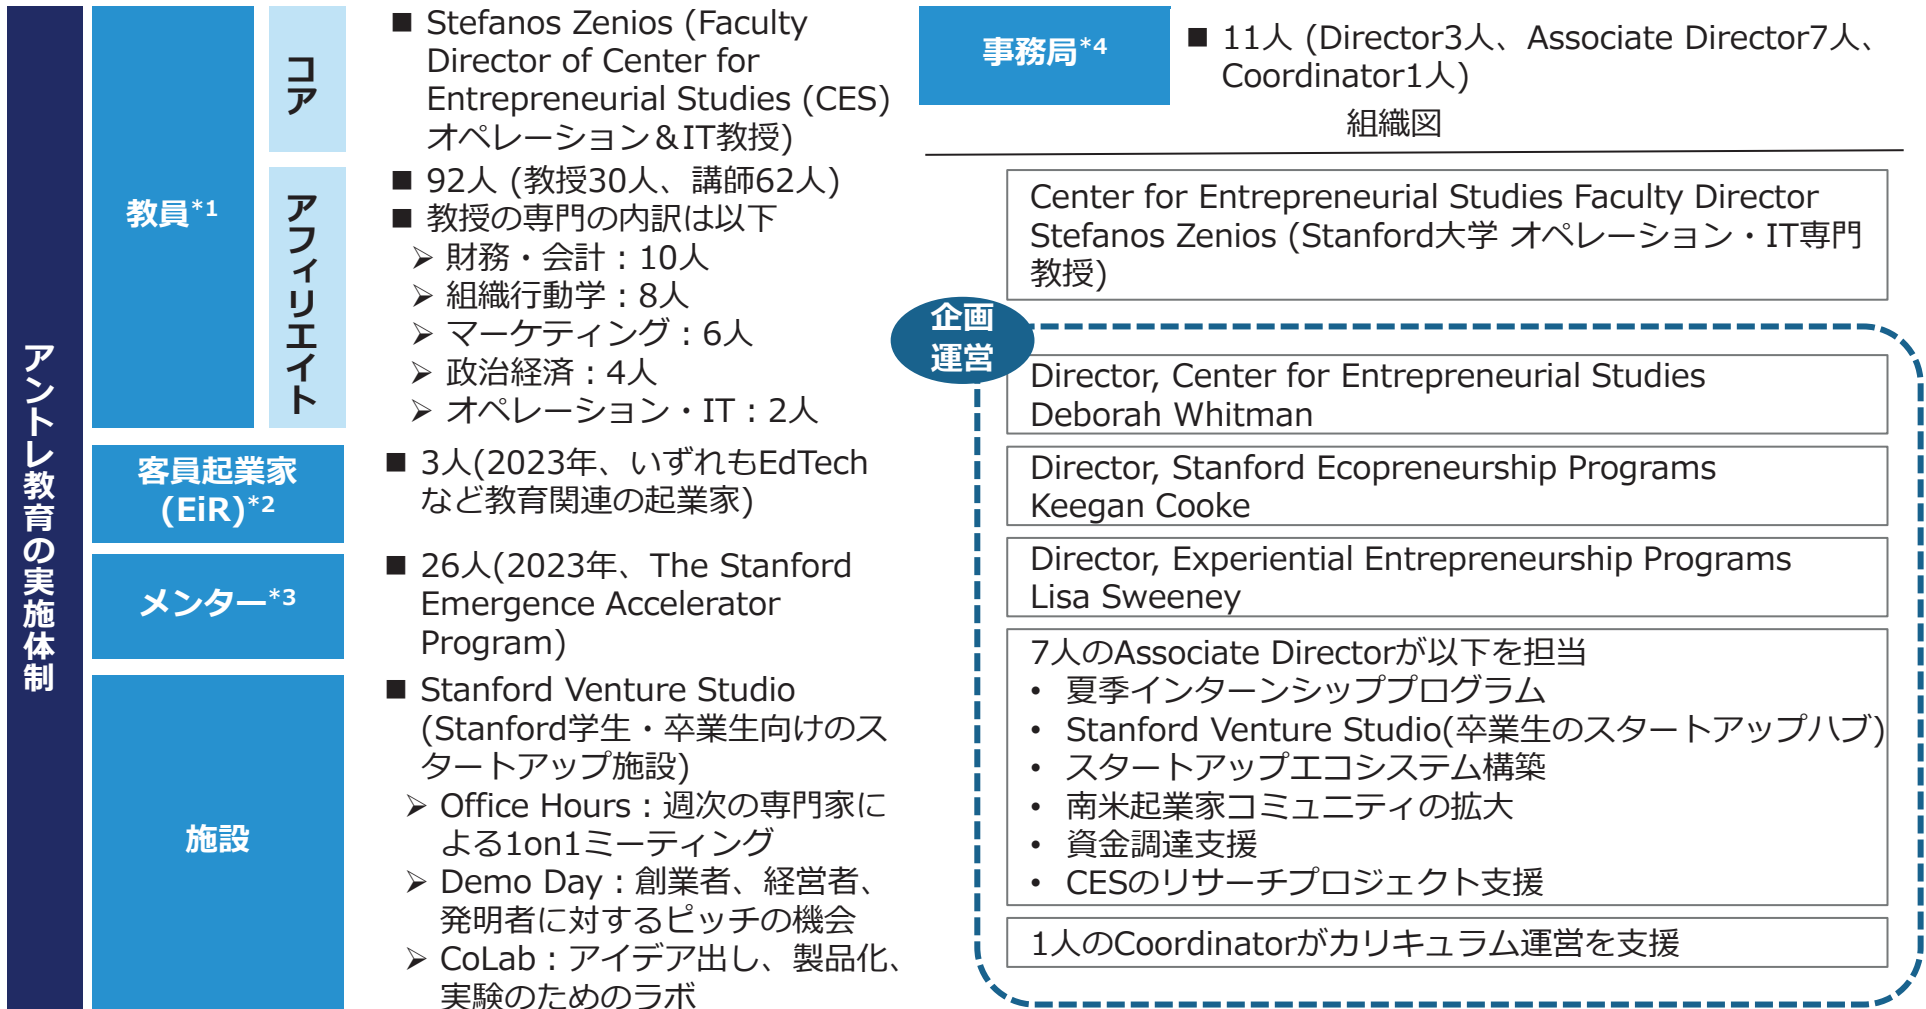 アントレ教育の実施体制
教員*1
コア
■ Stefanos Zenios (Faculty
Director of Center for
Entrepreneurial Studies (CES)
オペレーション＆IT教授)
アフィリエイト
■ 92人 (教授30人、講師62人)
■ 教授の専門の内訳は以下
➢ 財務・会計：10人
➢ 組織行動学：8人
➢ マーケティング：6人
➢ 政治経済：4人
➢ オペレーション・IT：2人
客員起業家
(EiR)*2
■ 3人(2023年、いずれもEdTech
など教育関連の起業家)
メンター*3
■ 26人(2023年、The Stanford
Emergence Accelerator
Program)
施設
■ Stanford Venture Studio
(Stanford学生・卒業生向けのス
タートアップ施設)
➢ Office Hours：週次の専門家に
よる1on1ミーティング
➢ Demo Day：創業者、経営者、
発明者に対するピッチの機会
➢ CoLab：アイデア出し、製品化、
実験のためのラボ
事務局*4
■ 11人 (Director3人、Associate Director7人、
Coordinator1人)
組織図
Center for Entrepreneurial Studies Faculty Director
Stefanos Zenios (Stanford大学 オペレーション・IT専門
教授)
企画
運営
Director, Center for Entrepreneurial Studies
Deborah Whitman
Director, Stanford Ecopreneurship Programs
Keegan Cooke
Director, Experiential Entrepreneurship Programs
Lisa Sweeney
7人のAssociate Directorが以下を担当
• 夏季インターンシッププログラム
• Stanford Venture Studio(卒業生のスタートアップハブ)
• スタートアップエコシステム構築
• 南米起業家コミュニティの拡大
• 資金調達支援
• CESのリサーチプロジェクト支援
1人のCoordinatorがカリキュラム運営を支援